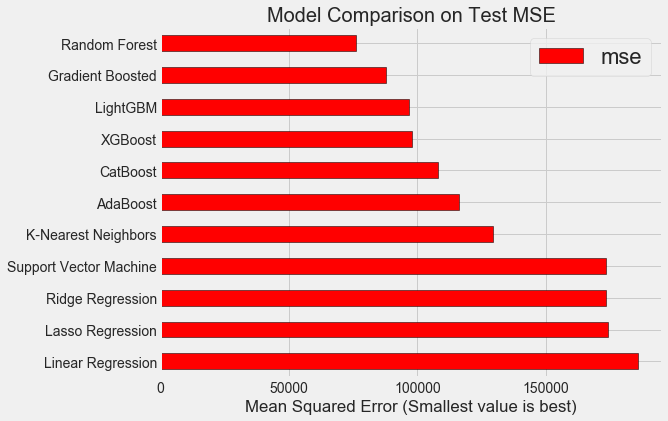 Model Comparison on Test MSE
mse
Random Forest
Gradient Boosted
LightGBM
XGBoost
CatBoost
AdaBoost
K-Nearest Neighbors
Support Vector Machine
Ridge Regression
Lasso Regression
Linear Regression
0 50000 100000 150000
Mean Squared Error (Smallest value is best)